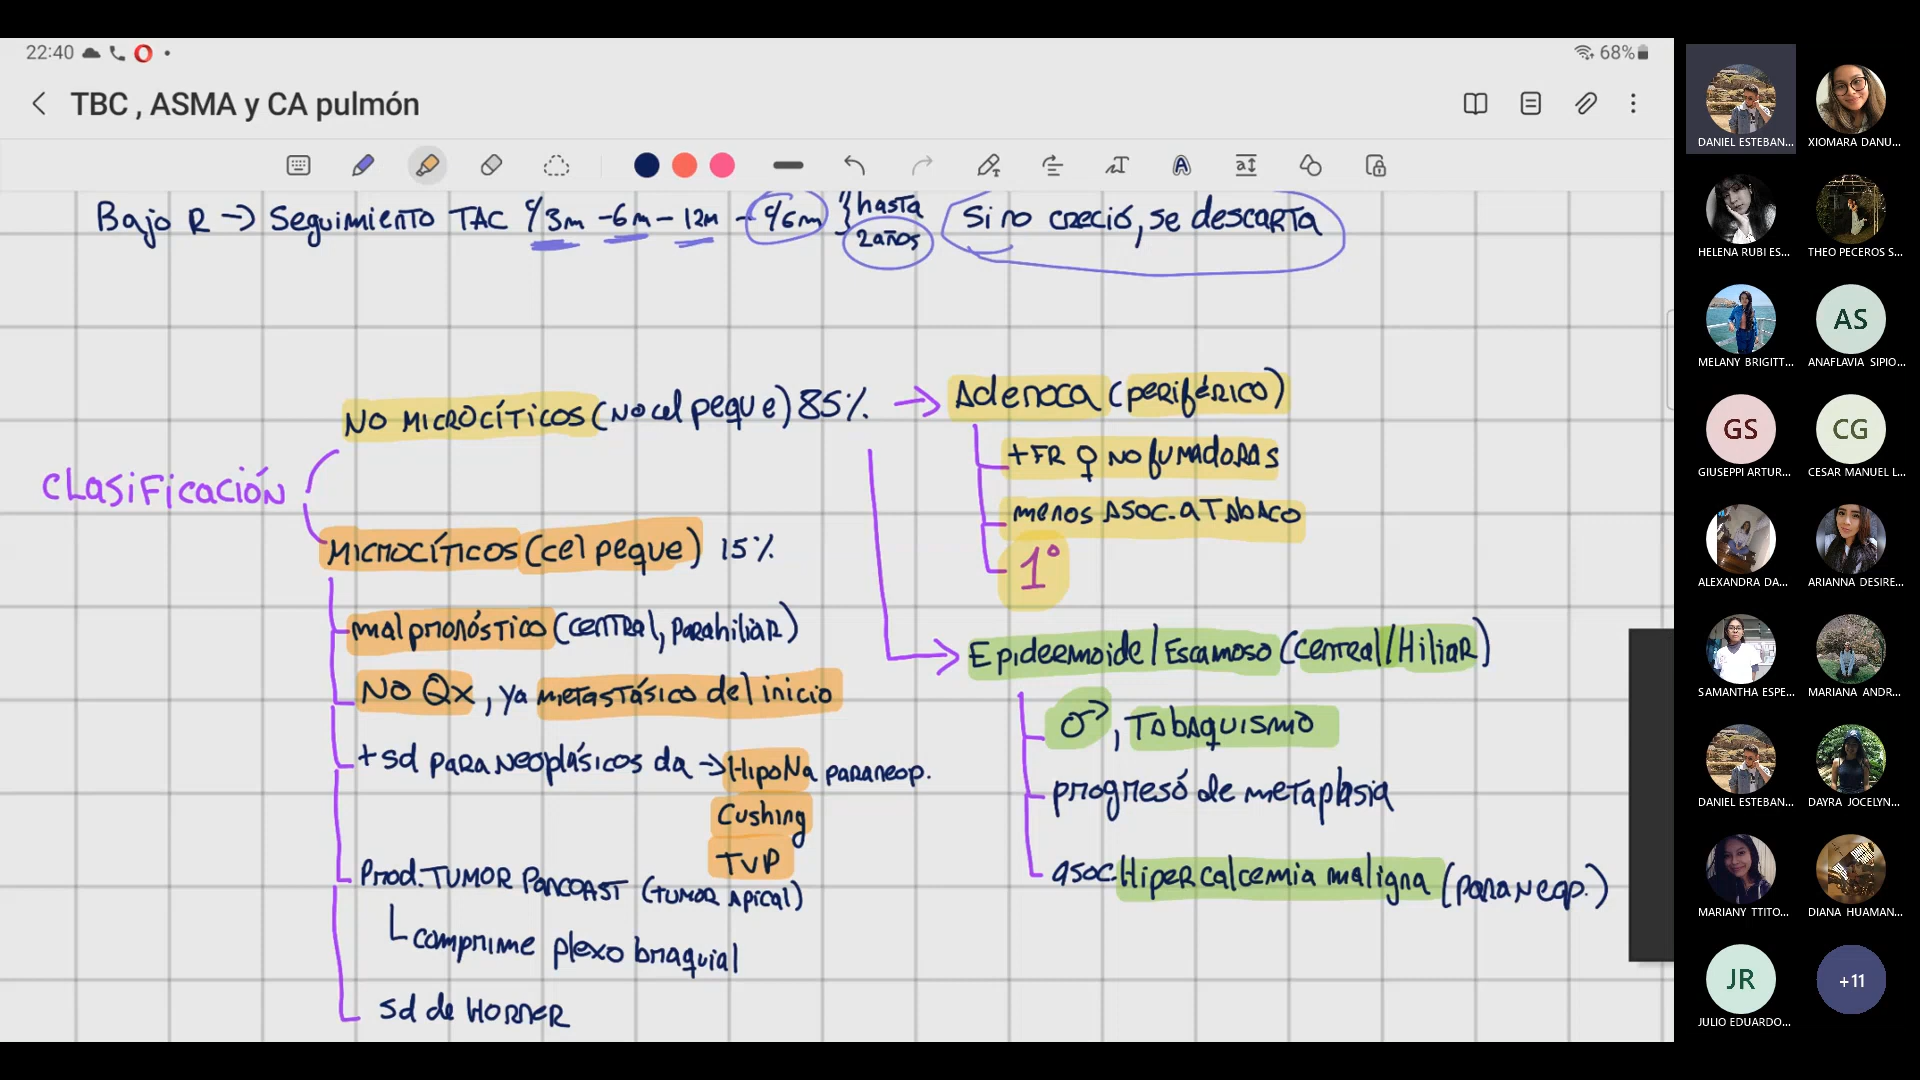 22:40
68%
TBC , ASMA y CA pulmón
Bajo R → Seguimiento TAC c/3m - 6m - 12m - c/6m } hasta 2 años
Si no creció, se descarta
Clasificación
NO MICROCÍTICOS (No cel peque) 85% →
MICROCÍTICOS (cel peque) 15%
mal pronóstico (central, parahiliar)
No Qx, ya metastásico del inicio
+ sd paraneoplásicos da → HipoNa paraneop.
Cushing
TVP
Prod. TUMOR PANCOAST (TUMOR Apical)
comprime plexo braquial
sd de HORNER
Adenoca (periférico)
+ FR ♀ no fumadoras
menos asoc. a Tabaco
1°
Epidermoide / Escamoso (central/Hiliar)
♂, Tabaquismo
progresó de metaplasia
asoc. Hipercalcemia maligna (paraneop.)
DANIEL ESTEBAN...
XIOMARA DANU...
HELENA RUBI ES...
THEO PECEROS S...
MELANY BRIGITT...
AS
ANAFLAVIA SIPIO...
GS
GIUSEPPI ARTUR...
CG
CESAR MANUEL L...
ALEXANDRA DA...
ARIANNA DESIRE...
SAMANTHA ESPE...
MARIANA ANDR...
DANIEL ESTEBAN...
DAYRA JOCELYN...
MARIANY TTITO...
DIANA HUAMAN...
JR
JULIO EDUARDO...
+11